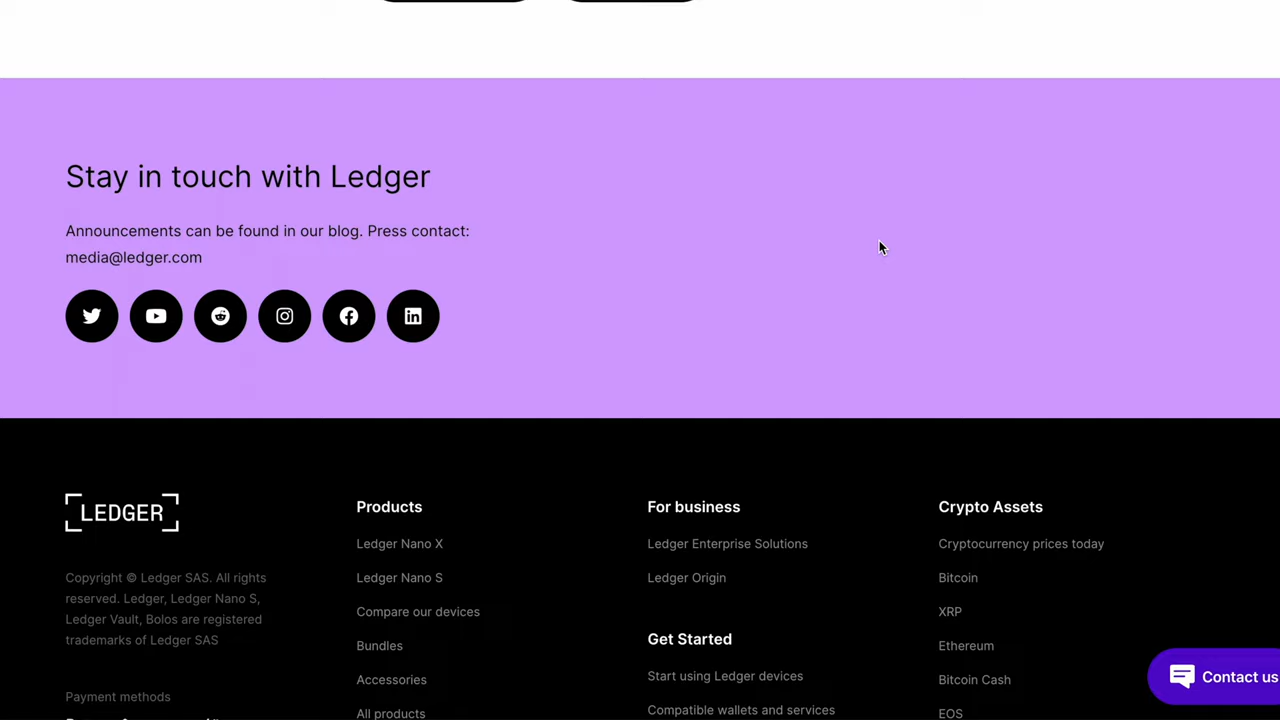 Stay in touch with Ledger
Announcements can be found in our blog. Press contact:
media@ledger.com
LEDGER
Copyright © Ledger SAS. All rights
reserved. Ledger, Ledger Nano S,
Ledger Vault, Bolos are registered
trademarks of Ledger SAS
Payment methods
Products
Ledger Nano X
Ledger Nano S
Compare our devices
Bundles
Accessories
All products
For business
Ledger Enterprise Solutions
Ledger Origin
Get Started
Start using Ledger devices
Compatible wallets and services
Crypto Assets
Cryptocurrency prices today
Bitcoin
XRP
Ethereum
Bitcoin Cash
EOS
Contact us